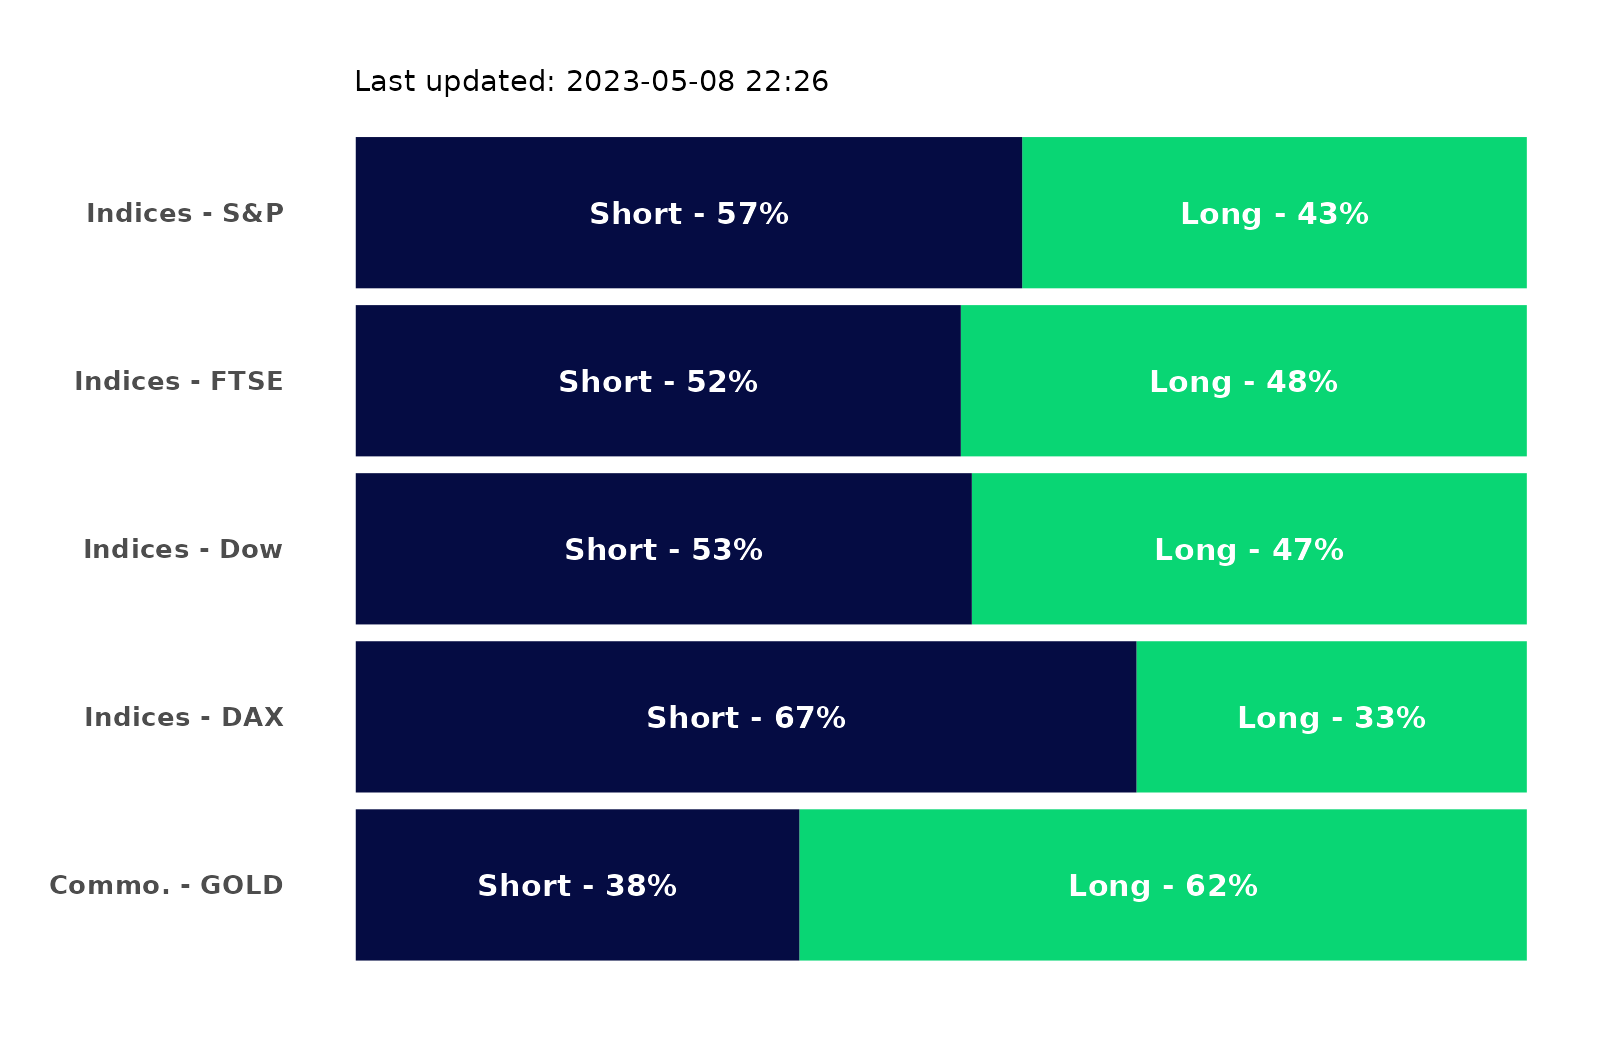 Last updated: 2023-05-08 22:26
Indices - S&P Short - 57% Long - 43%
Indices - FTSE Short - 52% Long - 48%
Indices - Dow Short - 53% Long - 47%
Indices - DAX Short - 67% Long - 33%
Commo. - GOLD Short - 38% Long - 62%